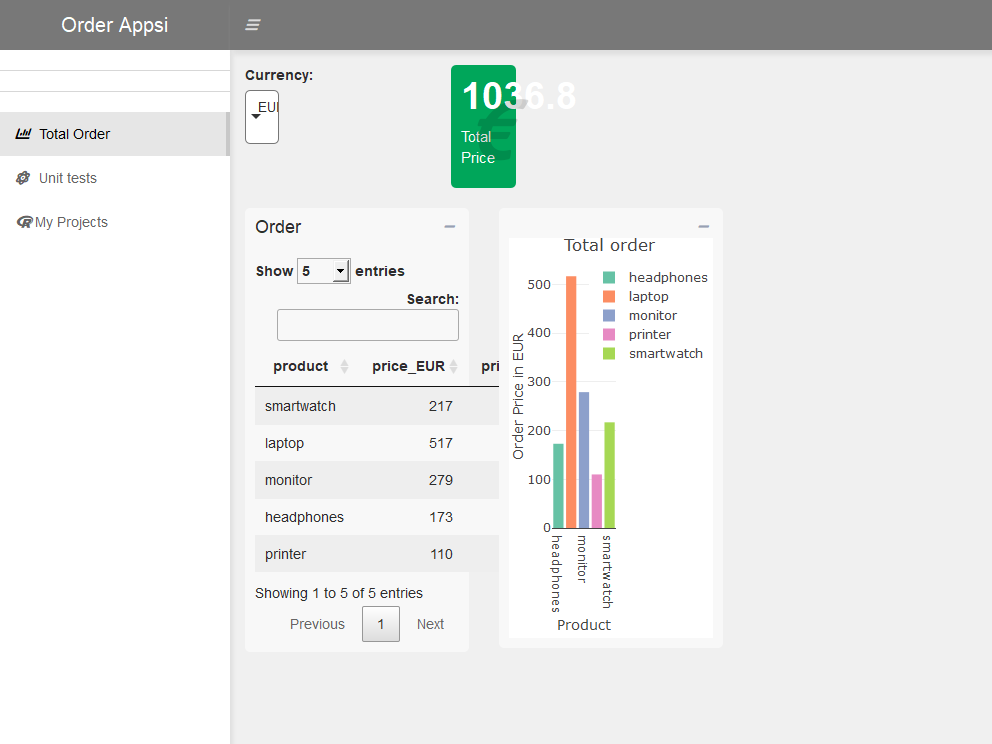 Order Appsi
Total Order
Unit tests
My Projects
Currency:
EUR
1036.8
Total
Price
Order
Show 5 entries
Search:
product price_EUR pri
smartwatch 217
laptop 517
monitor 279
headphones 173
printer 110
Showing 1 to 5 of 5 entries
Previous 1 Next
Total order
headphones
laptop
monitor
printer
smartwatch
Order Price in EUR
500
400
300
200
100
0
headphones
monitor
smartwatch
Product